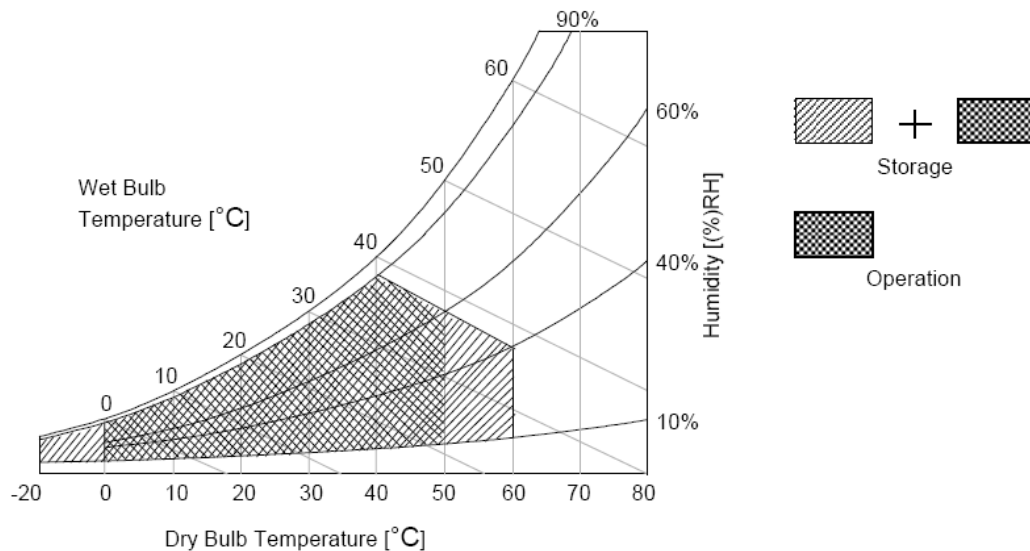 90%
60
60%
50
Wet Bulb
Temperature [°C]
40
40%
30
20
10
0
10%
Humidity [(%)RH]
-20 0 10 20 30 40 50 60 70 80
Dry Bulb Temperature [°C]
+
Storage
Operation